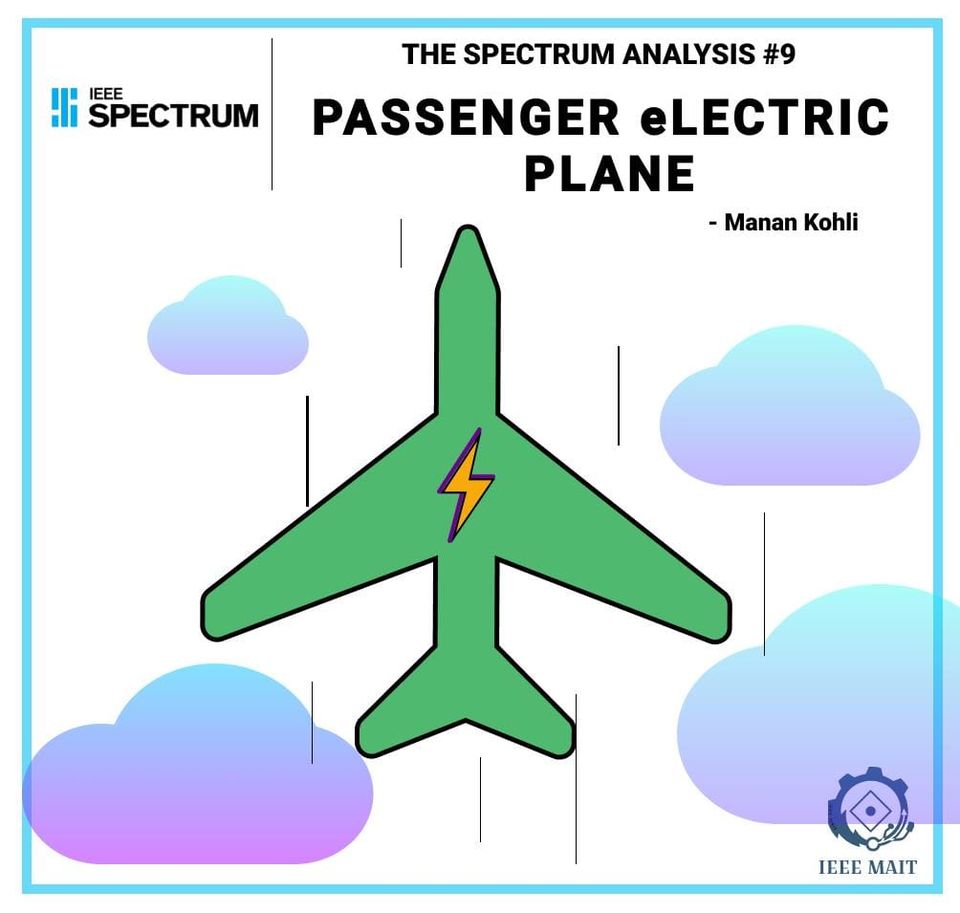 IEEE
SPECTRUM
THE SPECTRUM ANALYSIS #9
PASSENGER eLECTRIC
PLANE
- Manan Kohli
IEEE MAIT